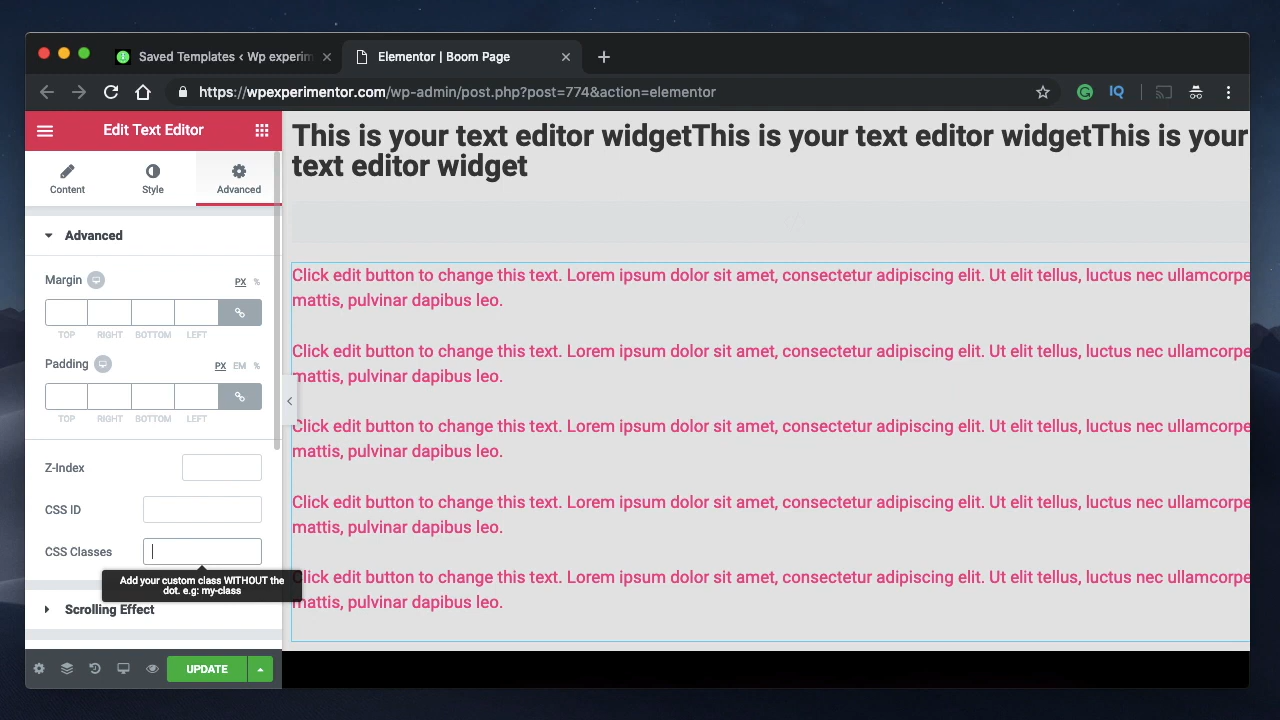 Saved Templates ‹ Wp experim
Elementor | Boom Page
https://wpexperimentor.com/wp-admin/post.php?post=774&action=elementor
IQ
Edit Text Editor
Content
Style
Advanced
Advanced
Margin
PX %
TOP RIGHT BOTTOM LEFT
Padding
PX EM %
TOP RIGHT BOTTOM LEFT
Z-Index
CSS ID
CSS Classes
Add your custom class WITHOUT the
dot. e.g: my-class
Scrolling Effect
UPDATE
This is your text editor widgetThis is your text editor widgetThis is your
text editor widget
Click edit button to change this text. Lorem ipsum dolor sit amet, consectetur adipiscing elit. Ut elit tellus, luctus nec ullamcorpe
mattis, pulvinar dapibus leo.
Click edit button to change this text. Lorem ipsum dolor sit amet, consectetur adipiscing elit. Ut elit tellus, luctus nec ullamcorpe
mattis, pulvinar dapibus leo.
Click edit button to change this text. Lorem ipsum dolor sit amet, consectetur adipiscing elit. Ut elit tellus, luctus nec ullamcorpe
mattis, pulvinar dapibus leo.
Click edit button to change this text. Lorem ipsum dolor sit amet, consectetur adipiscing elit. Ut elit tellus, luctus nec ullamcorpe
mattis, pulvinar dapibus leo.
Click edit button to change this text. Lorem ipsum dolor sit amet, consectetur adipiscing elit. Ut elit tellus, luctus nec ullamcorpe
mattis, pulvinar dapibus leo.